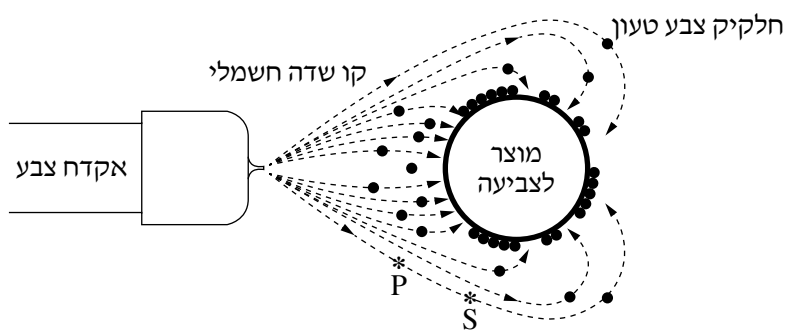 חלקיק צבע טעון
קו שדה חשמלי
אקדח צבע
מוצר
לצביעה
* P
* S